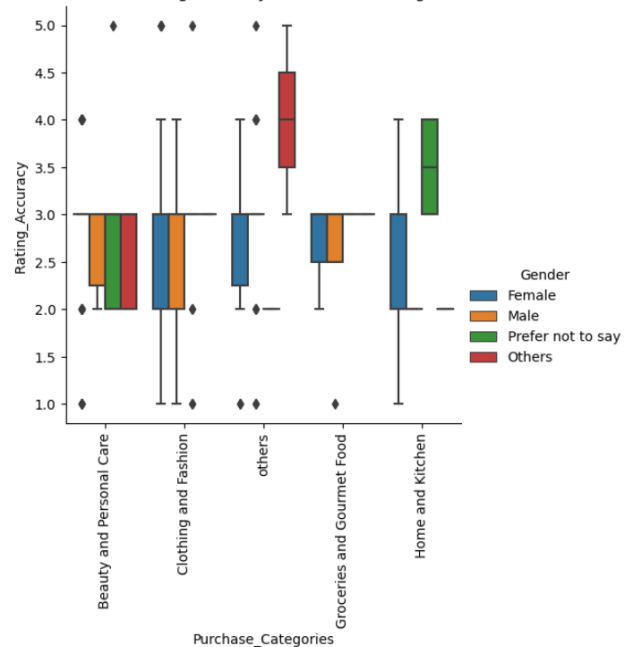 5.0
4.5
4.0
3.5
3.0
2.5
2.0
1.5
1.0
Rating_Accuracy
Beauty and Personal Care
Clothing and Fashion
others
Groceries and Gourmet Food
Home and Kitchen
Purchase_Categories
Gender
Female
Male
Prefer not to say
Others